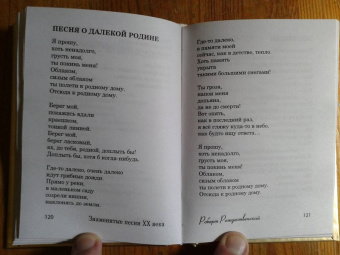 ПЕСНЯ О ДАЛЕКОЙ РОДИНЕ
Я прошу,
хоть ненадолго,
грусть моя,
ты покинь меня!
Облаком,
сизым облаком
ты полети к родному дому.
Отсюда к родному дому.
Берег мой,
покажись вдали
краешком,
тонкой линией.
Берег мой,
берег ласковый,
ах, до тебя, родной, доплыть бы!
Доплыть бы, хотя б когда-нибудь.
Где-то далеко, очень далеко
идут грибные дожди.
Прямо у реки
в маленьком саду
созрели вишни,
наклонясь до земли.
120
Знаменитые песни XX века
Где-то далеко,
в памяти моей
сейчас, как в детстве, тепло.
Хоть память
укрыта
такими большими снегами!
Ты гроза,
напои меня
допьяна,
да не до смерти!
Вот опять,
как в последний раз,
я все гляжу куда-то в небо,
как будто ищу ответа...
Я прошу,
хоть ненадолго,
грусть моя,
ты покинь меня!
Облаком,
сизым облаком
ты полети к родному дому.
Отсюда к родному дому.
Роберт Рождественский
121